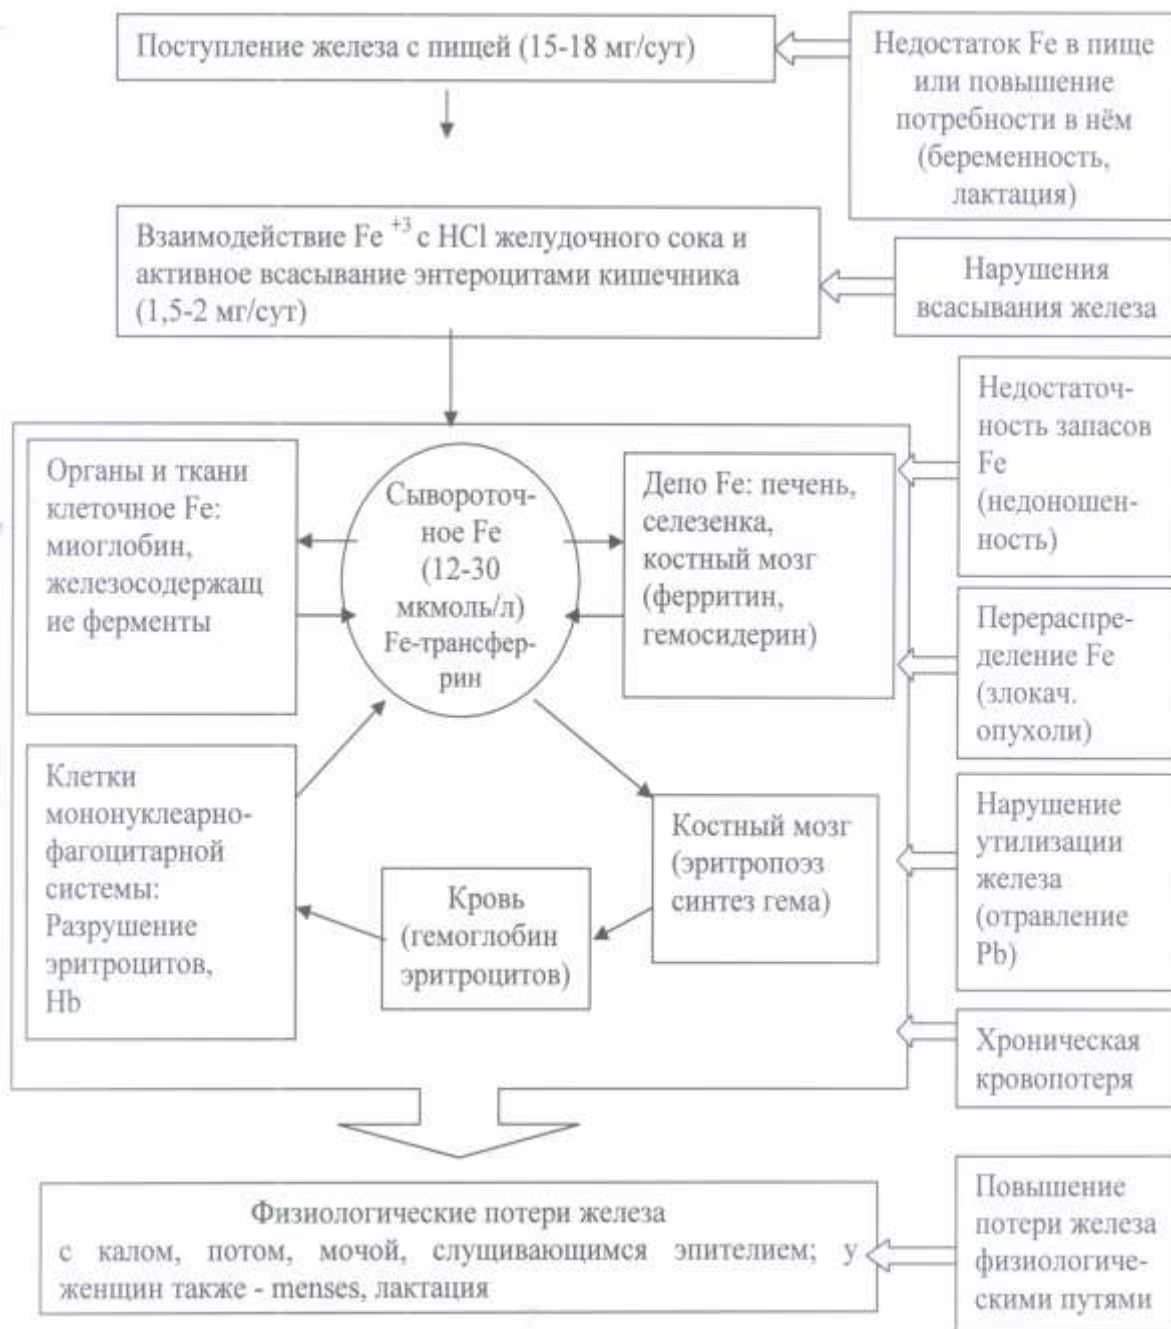 Поступление железа с пищей (15-18 мг/сут)
Недостаток Fe в пище
или повышение
потребности в нём
(беременность,
лактация)
Взаимодействие Fe +3 с HCl желудочного сока и
активное всасывание энтероцитами кишечника
(1,5-2 мг/сут)
Нарушения
всасывания железа
Органы и ткани
клеточное Fe:
миоглобин,
железосодержащ
ие ферменты
Сывороточ-
ное Fe
(12-30
мкмоль/л)
Fe-трансфер-
рин
Депо Fe: печень,
селезенка,
костный мозг
(ферритин,
гемосидерин)
Недостаточ-
ность запасов
Fe
(недоношен-
ность)
Перераспре-
деление Fe
(злокач.
опухоли)
Клетки
мононуклеарно-
фагоцитарной
системы:
Разрушение
эритроцитов,
Hb
Кровь
(гемоглобин
эритроцитов)
Костный мозг
(эритропоэз
синтез гема)
Нарушение
утилизации
железа
(отравление
Pb)
Хроническая
кровопотеря
Физиологические потери железа
с калом, потом, мочой, слущивающимся эпителием; у
женщин также - menses, лактация
Повышение
потери железа
физиологиче-
скими путями